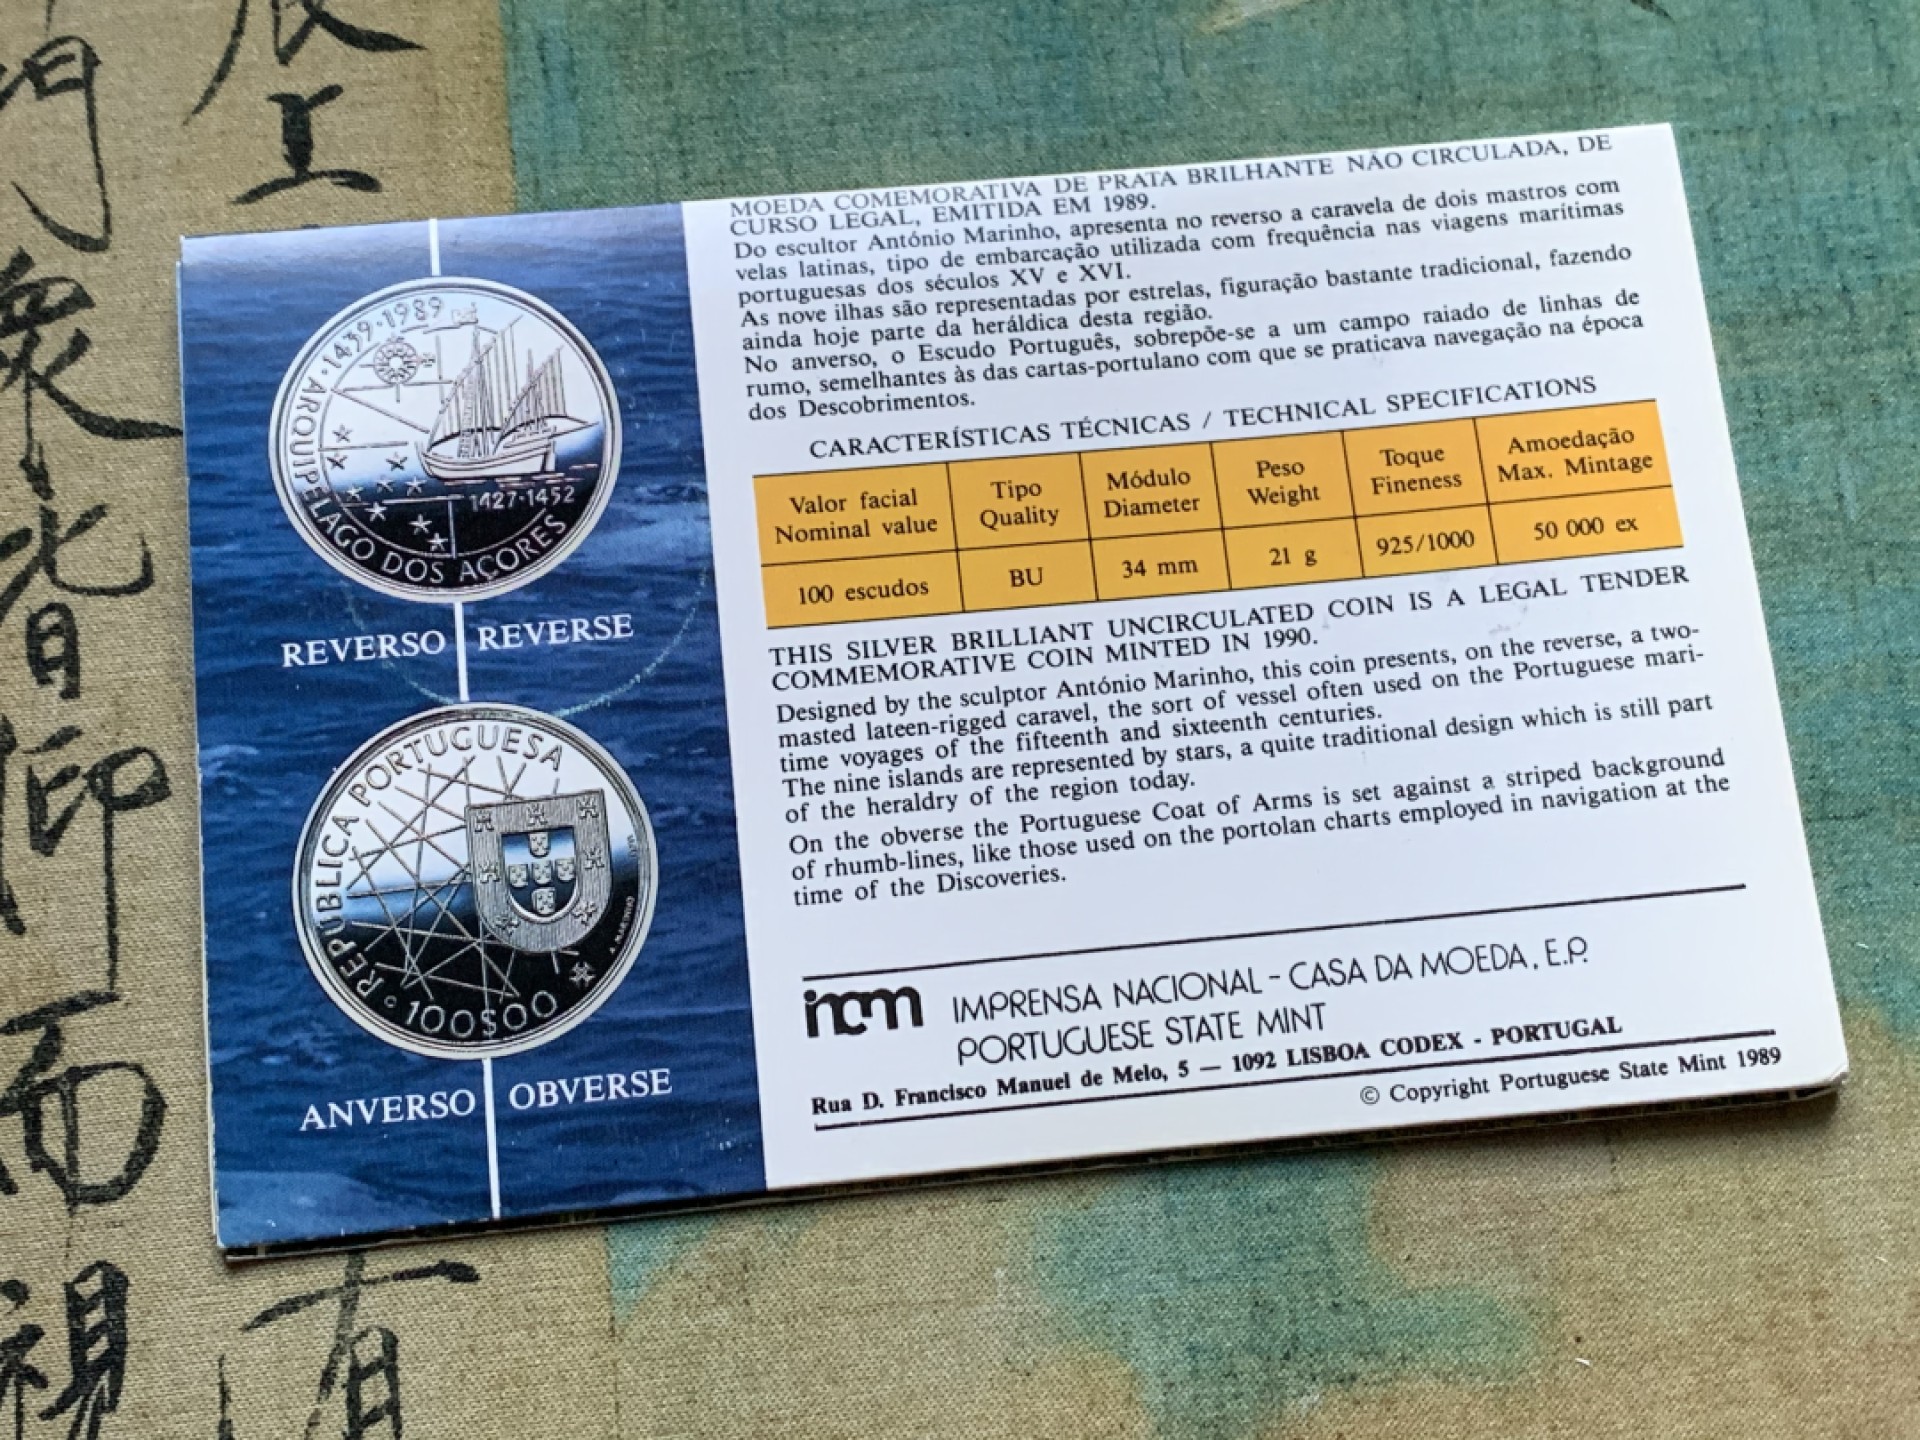 MOEDA COMEMORATIVA DE PRATA BRILHANTE NÃO CIRCULADA, DE
CURSO LEGAL, EMITIDA EM 1989.
Do escultor António Marinho, apresenta no reverso a caravela de dois mastros com
velas latinas, tipo de embarcação utilizada com frequência nas viagens marítimas
portuguesas dos séculos XV e XVI.
As nove ilhas são representadas por estrelas, figuração bastante tradicional, fazendo
ainda hoje parte da heráldica desta região.
No anverso, o Escudo Português, sobrepõe-se a um campo raiado de linhas de
rumo, semelhantes às das cartas-portulano com que se praticava navegação na época
dos Descobrimentos.
CARACTERÍSTICAS TÉCNICAS / TECHNICAL SPECIFICATIONS
Valor facial
Nominal value
Tipo
Quality
Módulo
Diameter
Peso
Weight
Toque
Fineness
Amoedação
Max. Mintage
100 escudos
BU
34 mm
21 g
925/1000
50 000 ex
THIS SILVER BRILLIANT UNCIRCULATED COIN IS A LEGAL TENDER
COMMEMORATIVE COIN MINTED IN 1990.
Designed by the sculptor António Marinho, this coin presents, on the reverse, a two-
masted lateen-rigged caravel, the sort of vessel often used on the Portuguese mari-
time voyages of the fifteenth and sixteenth centuries.
The nine islands are represented by stars, a quite traditional design which is still part
of the heraldry of the region today.
On the obverse the Portuguese Coat of Arms is set against a striped background
of rhumb-lines, like those used on the portolan charts employed in navigation at the
time of the Discoveries.
incm
IMPRENSA NACIONAL - CASA DA MOEDA, E.P.
PORTUGUESE STATE MINT
Rua D. Francisco Manuel de Melo, 5 — 1092 LISBOA CODEX - PORTUGAL
© Copyright Portuguese State Mint 1989
ARQUIPÉLAGO DOS AÇORES
·1439·1989
1427·1452
REVERSO REVERSE
REPÚBLICA PORTUGUESA
100$00
ANVERSO OBVERSE
上
象
昔
仰
而
視
有